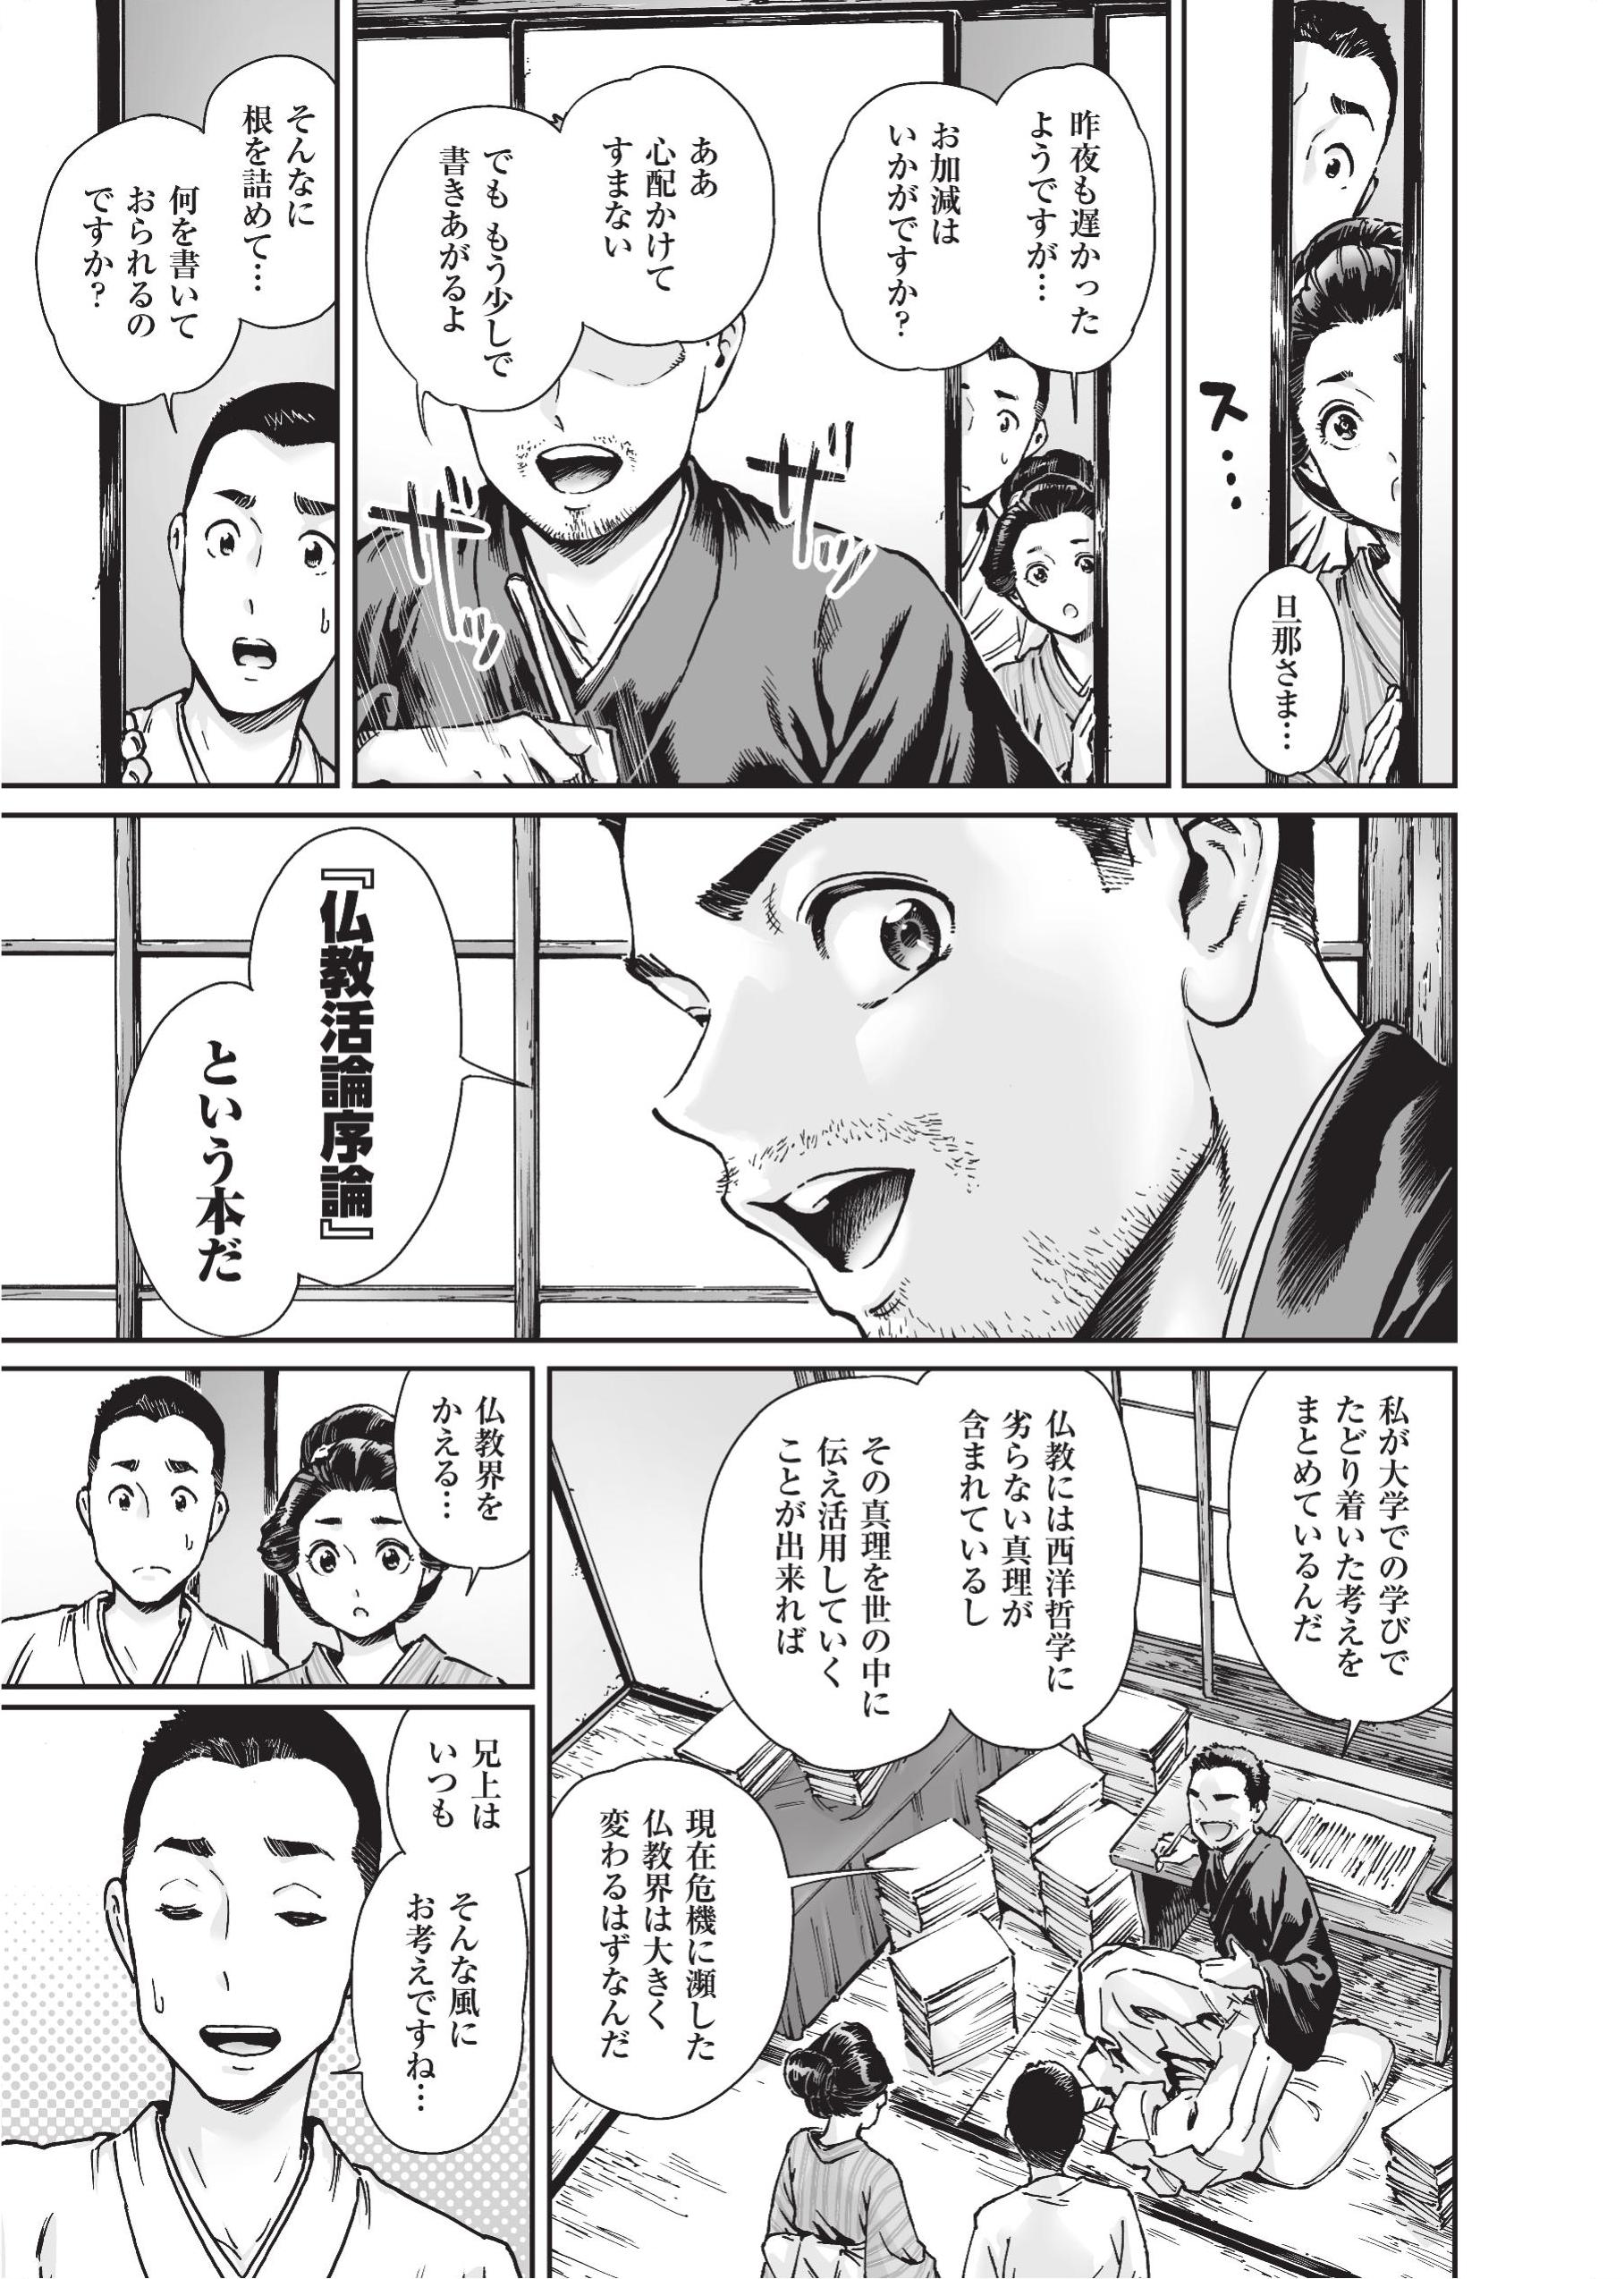 ス…
旦那さま…
昨夜も遅かった
ようですが…
お加減は
いかがですか？
ああ
心配かけて
すまない
でも もう少しで
書きあがるよ
ガッ
ガッ
そんなに
根を詰めて…
何を書いて
おられるの
ですか？
『仏教活論序論』
という本だ
私が大学での学びで
たどり着いた考えを
まとめているんだ
仏教には西洋哲学に
劣らない真理が
含まれているし
その真理を世の中に
伝え活用していく
ことが出来れば
現在危機に瀕した
仏教界は大きく
変わるはずなんだ
仏教界を
かえる…
兄上は
いつも
そんな風に
お考えですね…